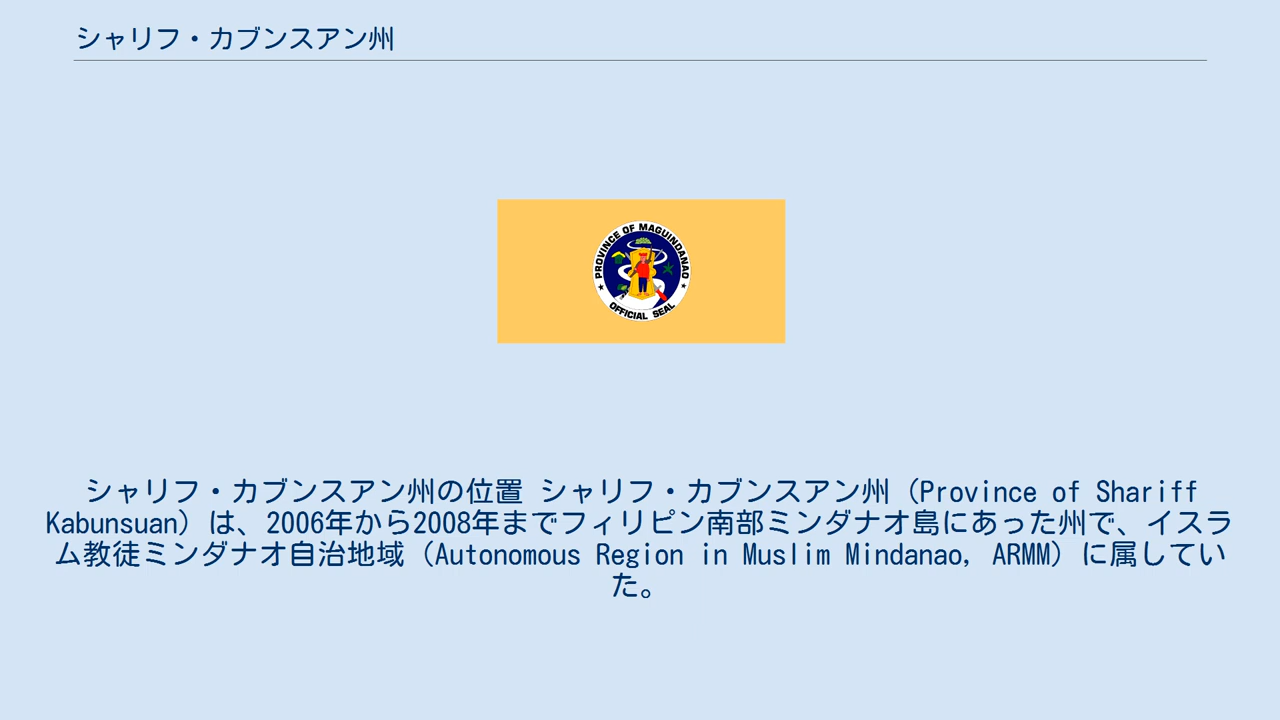 シャリフ・カブンスアン州
PROVINCE OF MAGUINDANAO
OFFICIAL SEAL
シャリフ・カブンスアン州の位置 シャリフ・カブンスアン州（Province of Shariff
Kabunsuan）は、2006年から2008年までフィリピン南部ミンダナオ島にあった州で、イスラ
ム教徒ミンダナオ自治地域（Autonomous Region in Muslim Mindanao, ARMM）に属してい
た。